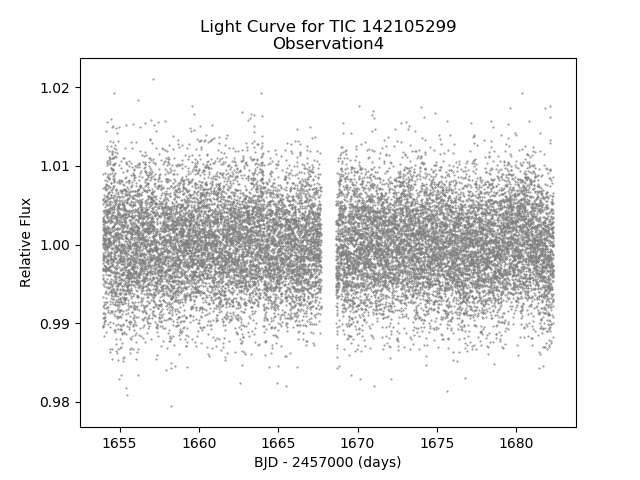 Light Curve for TIC 142105299
Observation4
1.02
1.01
1.00
0.99
0.98
Relative Flux
1655
1660
1665
1670
1675
1680
BJD - 2457000 (days)